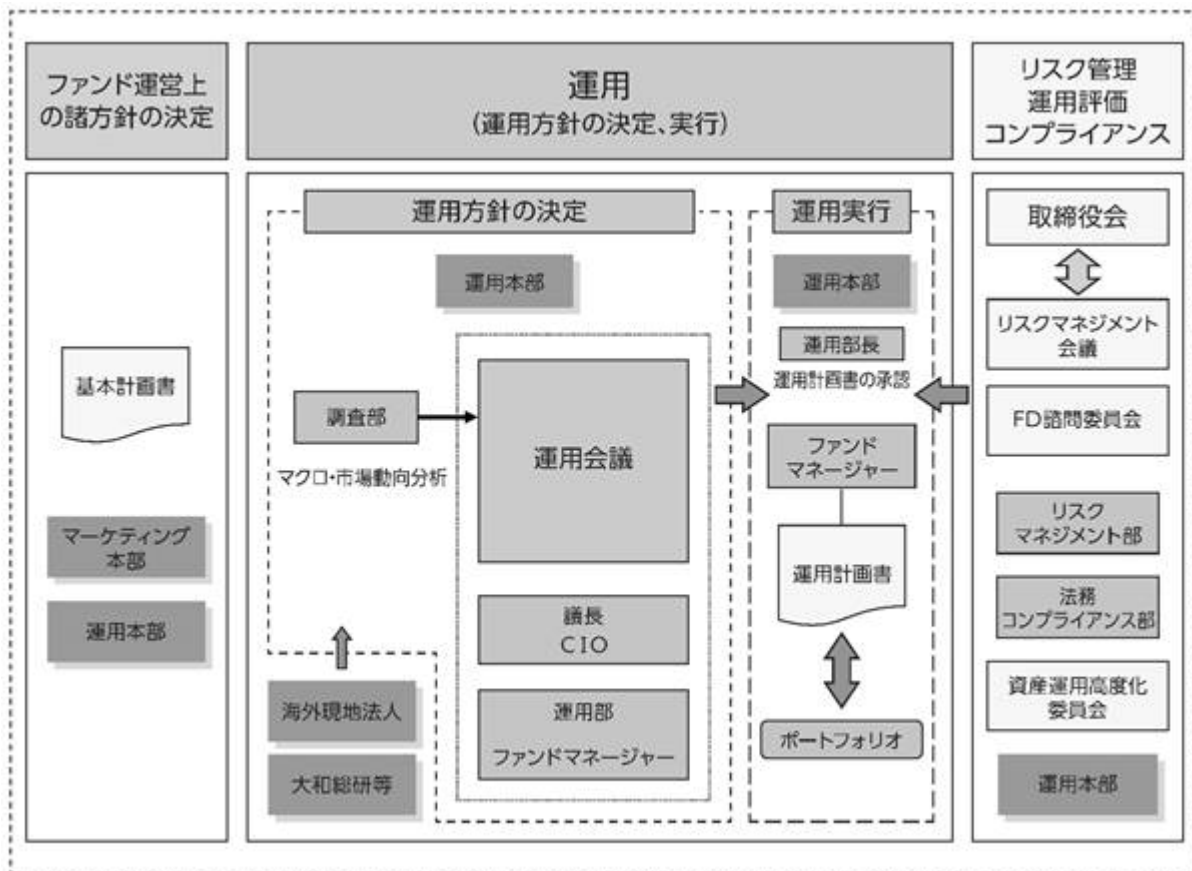 ファンド運営上
の諸方針の決定
運用
(運用方針の決定、実行)
リスク管理
運用評価
コンプライアンス
基本計画書
マーケティング
本部
運用本部
運用方針の決定
運用本部
調査部
マクロ・市場動向分析
運用会議
議長
CIO
運用部
ファンドマネージャー
海外現地法人
大和総研等
運用実行
運用本部
運用部長
運用計画書の承認
ファンド
マネージャー
運用計画書
ポートフォリオ
取締役会
リスクマネジメント
会議
FD諮問委員会
リスク
マネジメント部
法務
コンプライアンス部
資産運用高度化
委員会
運用本部